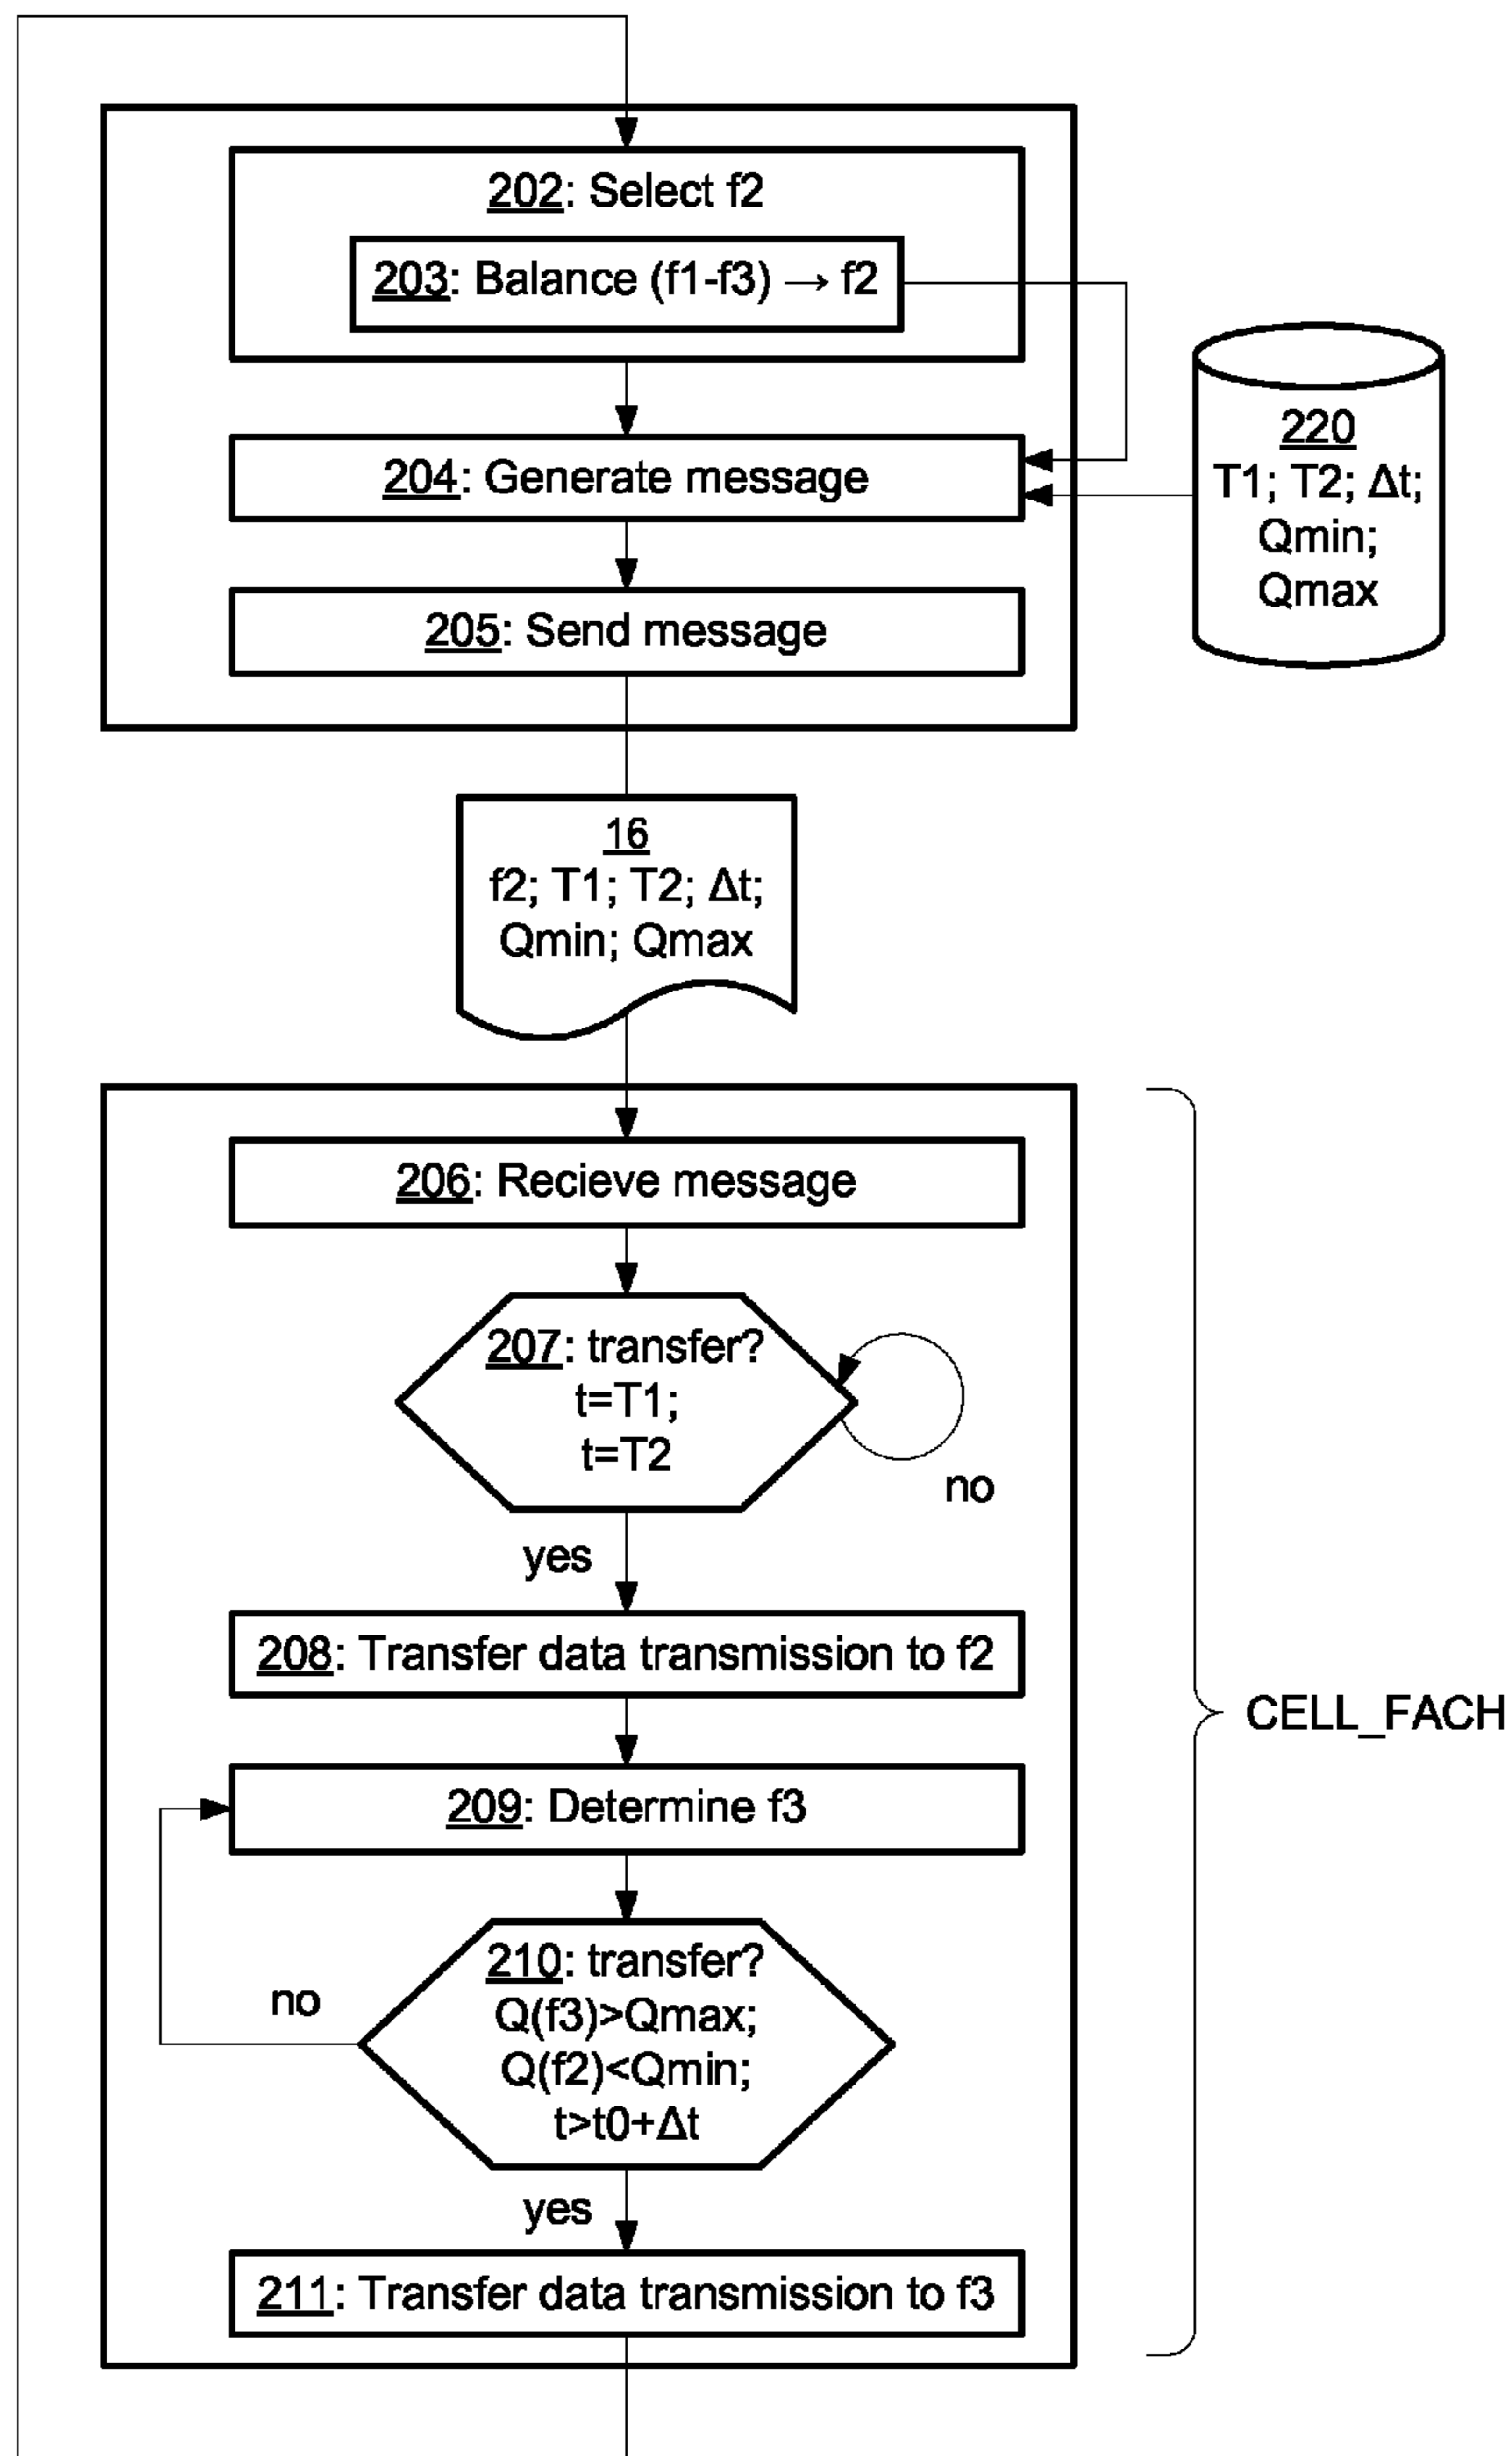 202: Select f2
203: Balance (f1-f3) → f2
204: Generate message
220
T1; T2; Δt;
Qmin;
Qmax
205: Send message
16
f2; T1; T2; Δt;
Qmin; Qmax
206: Recieve message
207: transfer?
t=T1;
t=T2
no
yes
208: Transfer data transmission to f2
CELL_FACH
209: Determine f3
210: transfer?
no
Q(f3)>Qmax;
Q(f2)<Qmin;
t>t0+Δt
yes
211: Transfer data transmission to f3